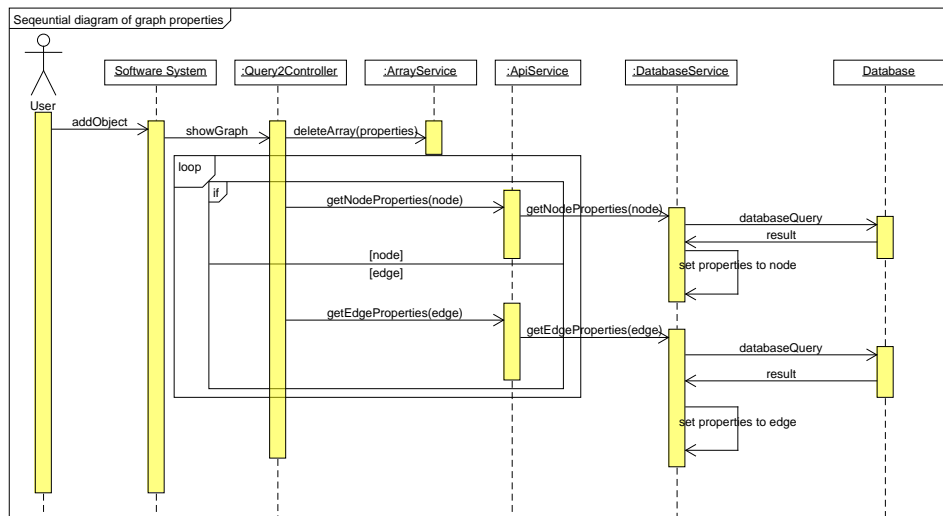 Seqeuntial diagram of graph properties
Software System
:Query2Controller
:ArrayService
:ApiService
:DatabaseService
Database
User
addObject
showGraph
deleteArray(properties)
loop
if
getNodeProperties(node)
getNodeProperties(node)
databaseQuery
result
[node]
set properties to node
[edge]
getEdgeProperties(edge)
getEdgeProperties(edge)
databaseQuery
result
set properties to edge